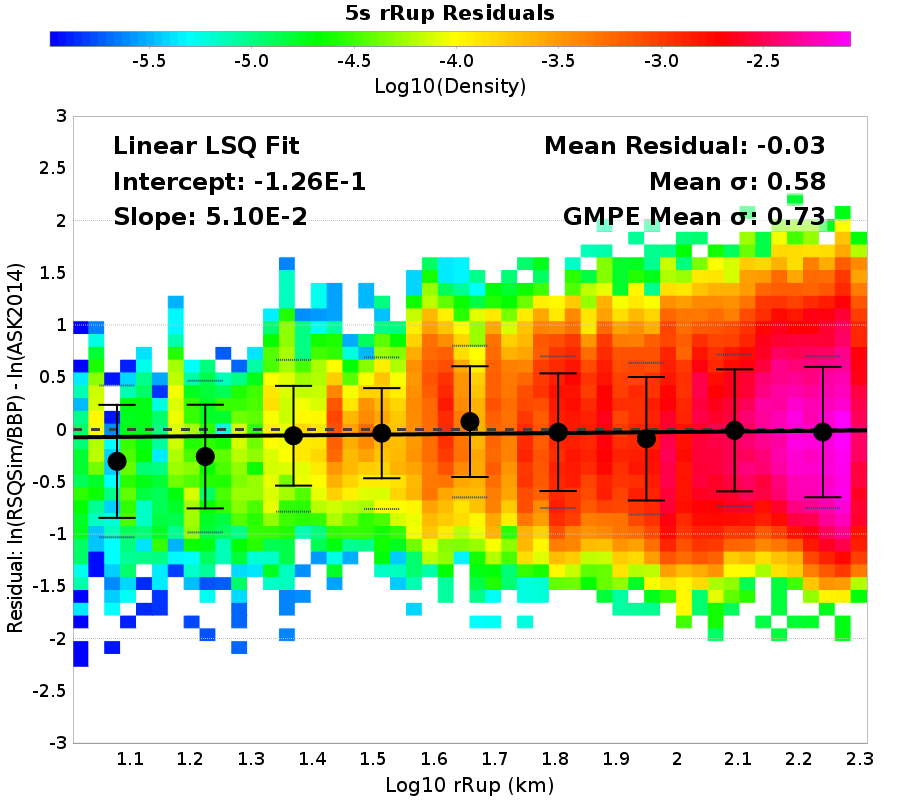 5s rRup Residuals
-5.5 -5.0 -4.5 -4.0 -3.5 -3.0 -2.5
Log10(Density)
Linear LSQ Fit
Intercept: -1.26E-1
Slope: 5.10E-2
Mean Residual: -0.03
Mean σ: 0.58
GMPE Mean σ: 0.73
Residual: ln(RSQSim/BBP) - ln(ASK2014)
3
2.5
2
1.5
1
0.5
0
-0.5
-1
-1.5
-2
-2.5
-3
1.1 1.2 1.3 1.4 1.5 1.6 1.7 1.8 1.9 2 2.1 2.2 2.3
Log10 rRup (km)